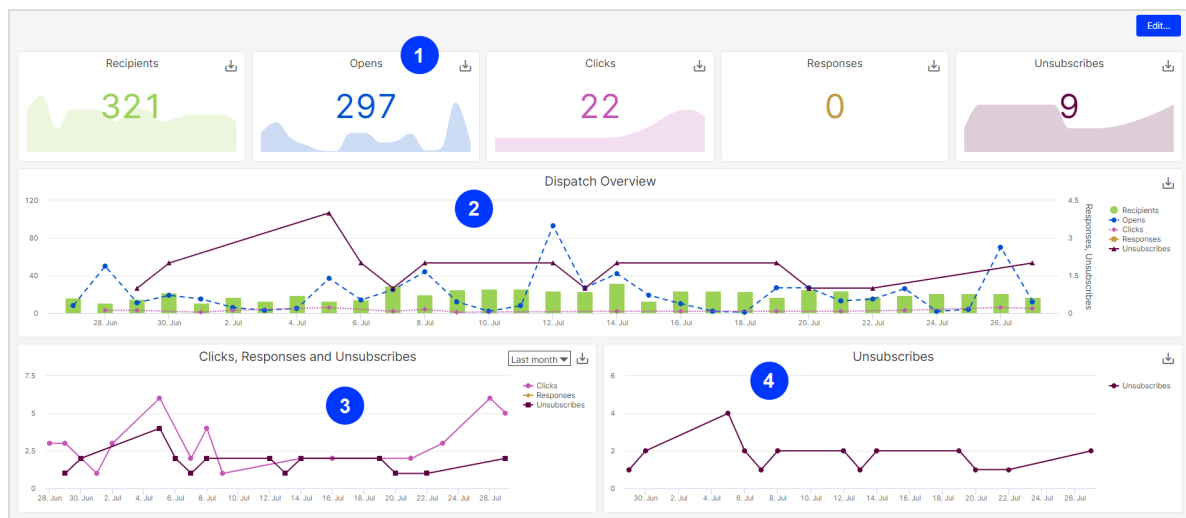 Edit...
1
Recipients
321
Opens
297
Clicks
22
Responses
0
Unsubscribes
9
Dispatch Overview
2
120
80
40
0
4.5
3
1.5
0
Responses, Unsubscribes
Recipients
Opens
Clicks
Responses
Unsubscribes
28. Jun 30. Jun 2. Jul 4. Jul 6. Jul 8. Jul 10. Jul 12. Jul 14. Jul 16. Jul 18. Jul 20. Jul 22. Jul 24. Jul 26. Jul
Clicks, Responses and Unsubscribes
Last month
3
7.5
5
2.5
0
Clicks
Responses
Unsubscribes
28. Jun 30. Jun 2. Jul 4. Jul 6. Jul 8. Jul 10. Jul 12. Jul 14. Jul 16. Jul 18. Jul 20. Jul 22. Jul 24. Jul 26. Jul
Unsubscribes
4
6
4
2
0
Unsubscribes
30. Jun 2. Jul 4. Jul 6. Jul 8. Jul 10. Jul 12. Jul 14. Jul 16. Jul 18. Jul 20. Jul 22. Jul 24. Jul 26. Jul